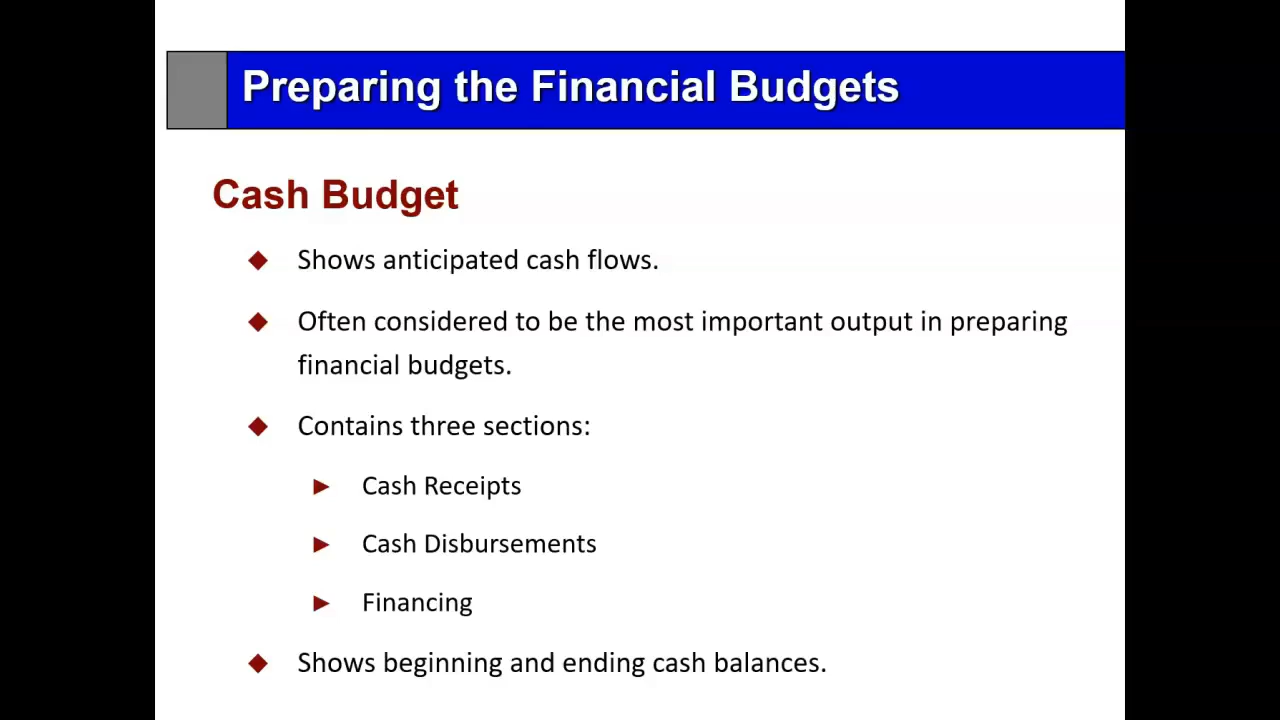 Preparing the Financial Budgets
Cash Budget
Shows anticipated cash flows.
Often considered to be the most important output in preparing
financial budgets.
Contains three sections:
Cash Receipts
Cash Disbursements
Financing
Shows beginning and ending cash balances.